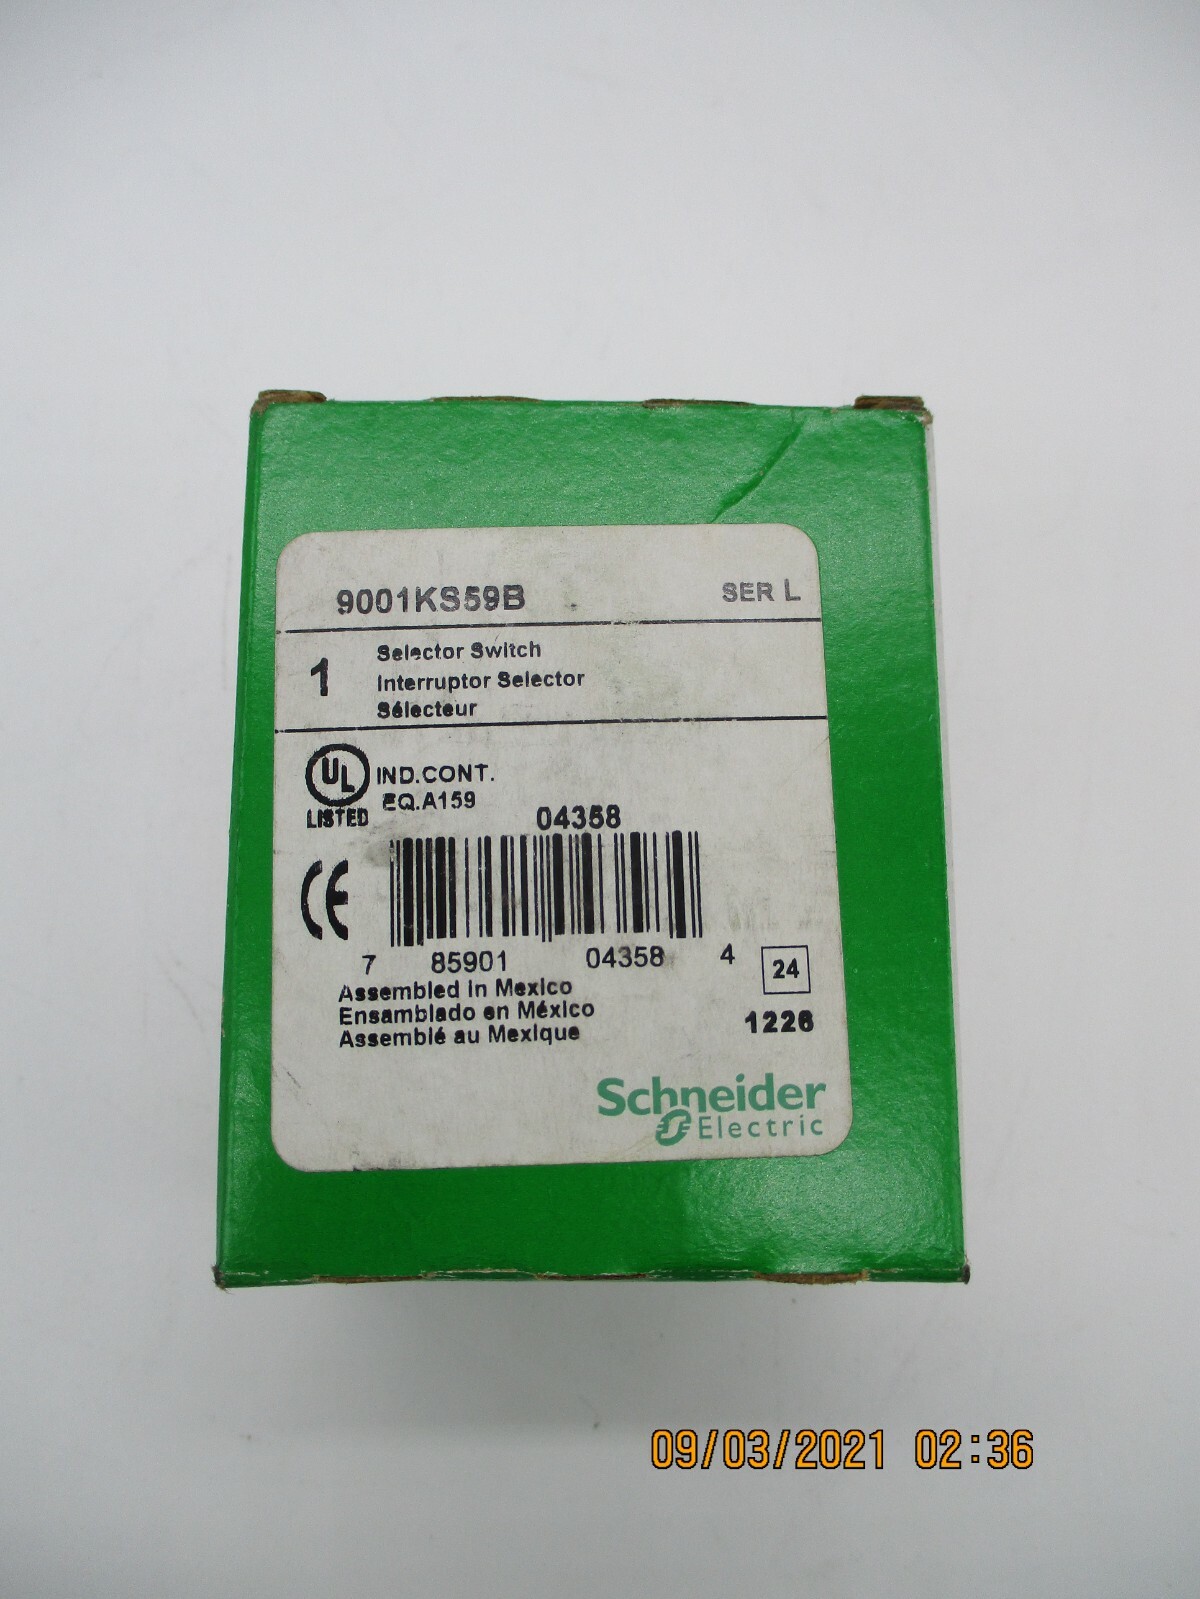 9001KS59B SER L
1 Selector Switch
Interruptor Selector
Sélecteur
UL IND.CONT.
LISTED EQ.A159
04358
CE
7 85901 04358 4
24
Assembled in Mexico
Ensamblado en México
Assemblé au Mexique
1226
Schneider
Electric
09/03/2021 02:36